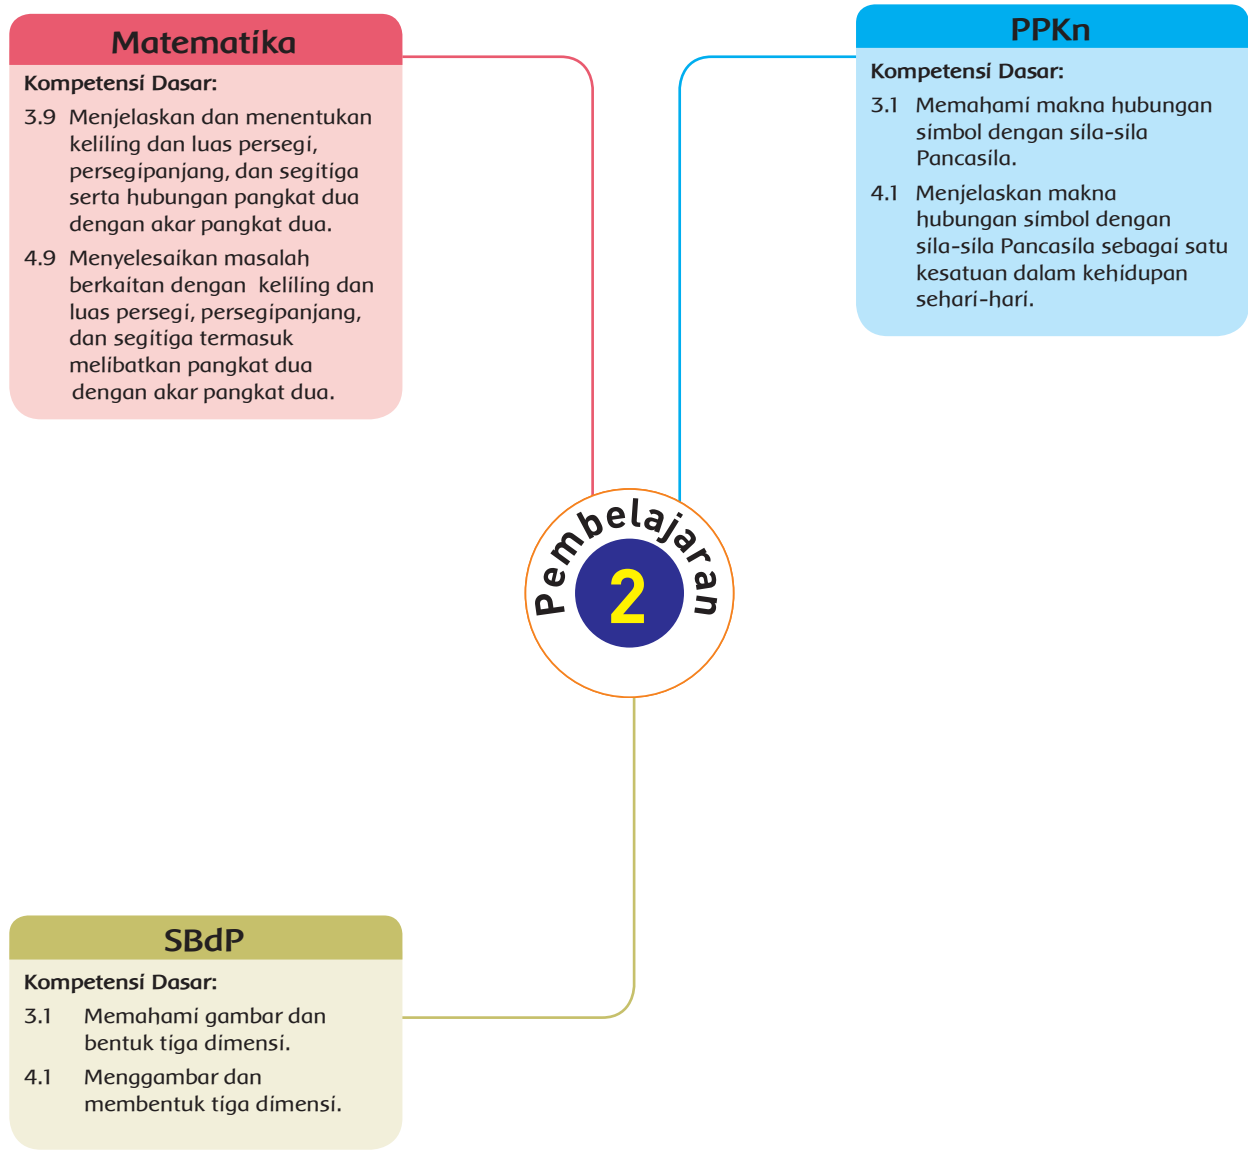 Matematika
Kompetensi Dasar:
3.9 Menjelaskan dan menentukan
keliling dan luas persegi,
persegipanjang, dan segitiga
serta hubungan pangkat dua
dengan akar pangkat dua.
4.9 Menyelesaikan masalah
berkaitan dengan keliling dan
luas persegi, persegipanjang,
dan segitiga termasuk
melibatkan pangkat dua
dengan akar pangkat dua.
PPKn
Kompetensi Dasar:
3.1 Memahami makna hubungan
simbol dengan sila-sila
Pancasila.
4.1 Menjelaskan makna
hubungan simbol dengan
sila-sila Pancasila sebagai satu
kesatuan dalam kehidupan
sehari-hari.
Pembelajaran
2
SBdP
Kompetensi Dasar:
3.1 Memahami gambar dan
bentuk tiga dimensi.
4.1 Menggambar dan
membentuk tiga dimensi.